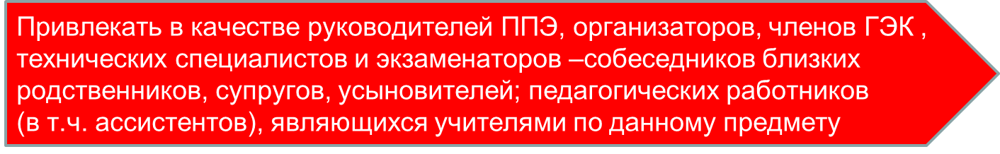 Привлекать в качестве руководителей ППЭ, организаторов, членов ГЭК ,
технических специалистов и экзаменаторов –собеседников близких
родственников, супругов, усыновителей; педагогических работников
(в т.ч. ассистентов), являющихся учителями по данному предмету